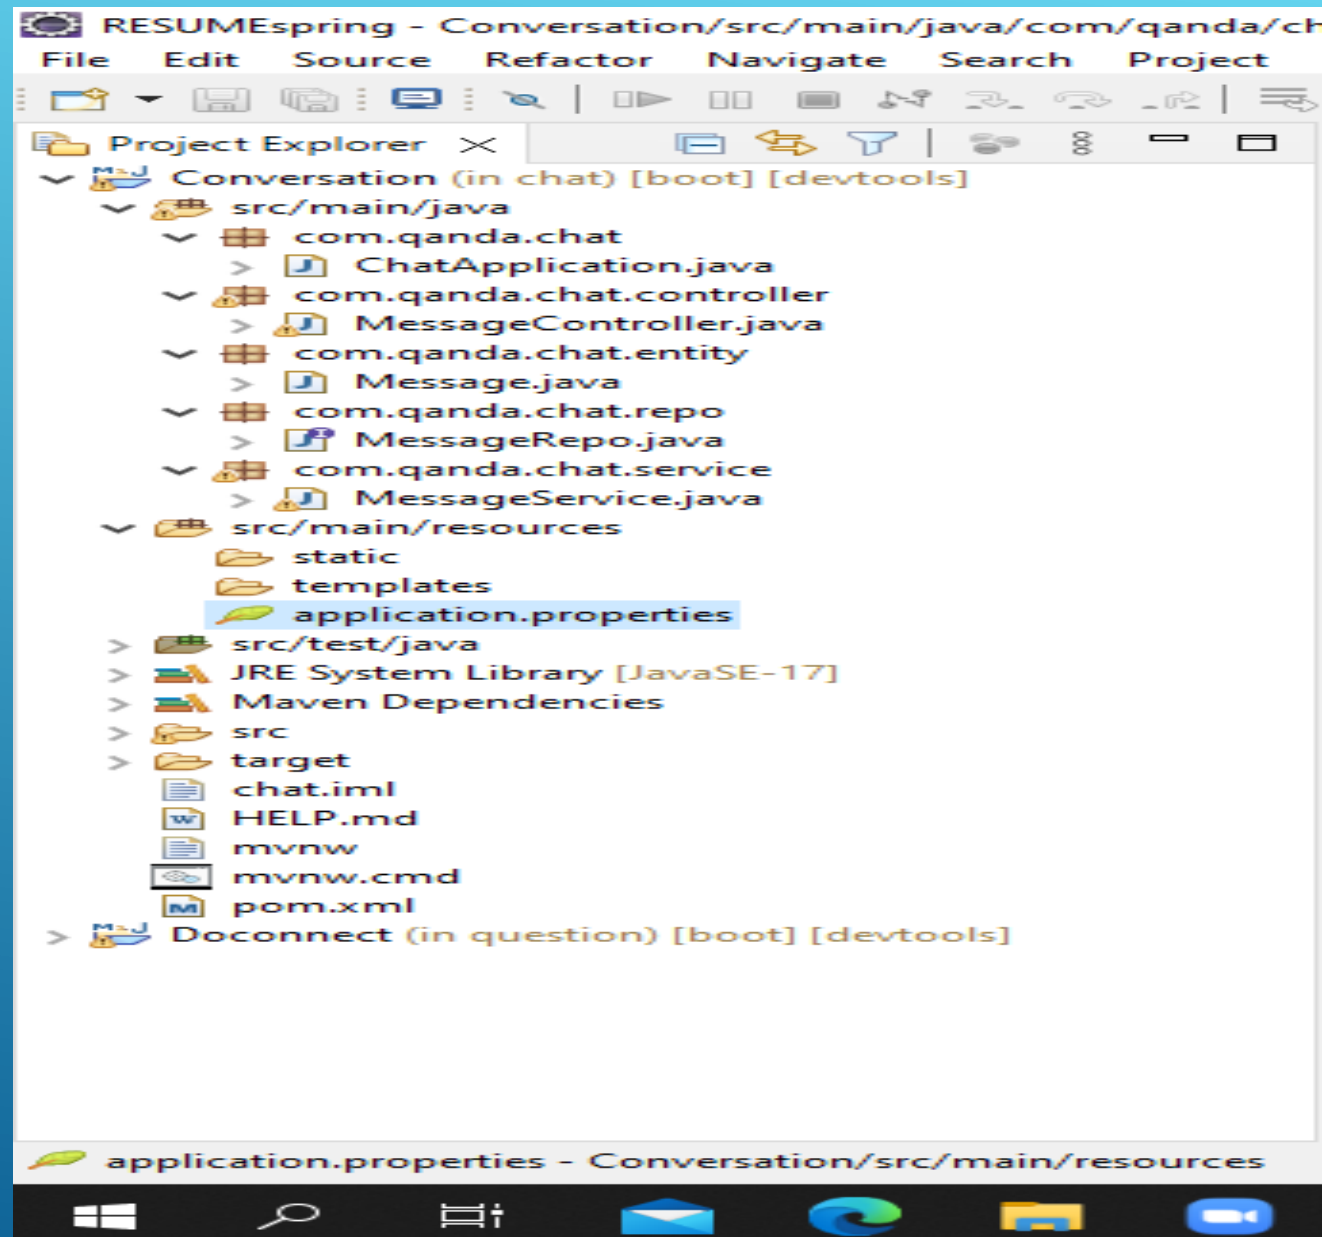 RESUMEspring - Conversation/src/main/java/com/qanda/ch
File Edit Source Refactor Navigate Search Project
Project Explorer
Conversation (in chat) [boot] [devtools]
src/main/java
com.qanda.chat
ChatApplication.java
com.qanda.chat.controller
MessageController.java
com.qanda.chat.entity
Message.java
com.qanda.chat.repo
MessageRepo.java
com.qanda.chat.service
MessageService.java
src/main/resources
static
templates
application.properties
src/test/java
JRE System Library [JavaSE-17]
Maven Dependencies
src
target
chat.iml
HELP.md
mvnw
mvnw.cmd
pom.xml
Doconnect (in question) [boot] [devtools]
application.properties - Conversation/src/main/resources